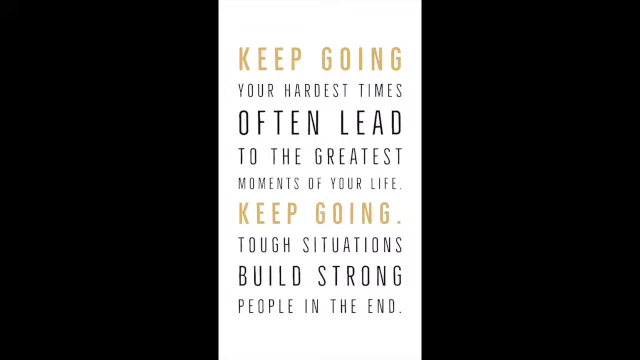 KEEP GOING
YOUR HARDEST TIMES
OFTEN LEAD
TO THE GREATEST
MOMENTS OF YOUR LIFE.
KEEP GOING.
TOUGH SITUATIONS
BUILD STRONG
PEOPLE IN THE END.